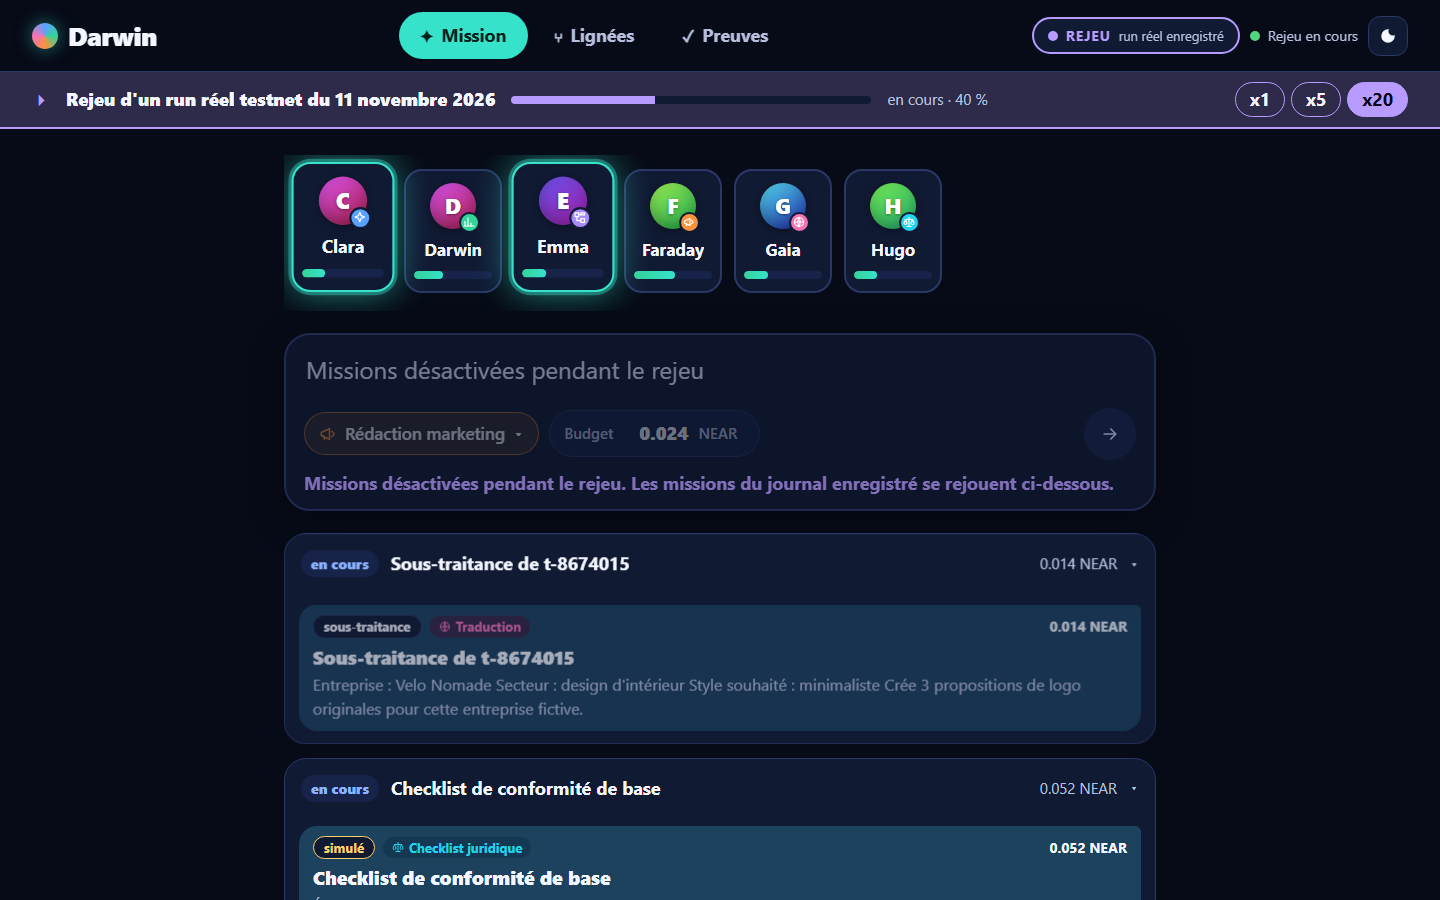 Darwin
Mission
Lignées
Preuves
REJEU run réel enregistré
Rejeu en cours
Rejeu d'un run réel testnet du 11 novembre 2026
en cours · 40 %
x1
x5
x20
C
Clara
D
Darwin
E
Emma
F
Faraday
G
Gaia
H
Hugo
Missions désactivées pendant le rejeu
Rédaction marketing
Budget 0.024 NEAR
Missions désactivées pendant le rejeu. Les missions du journal enregistré se rejouent ci-dessous.
en cours Sous-traitance de t-8674015 0.014 NEAR
sous-traitance Traduction 0.014 NEAR
Sous-traitance de t-8674015
Entreprise : Velo Nomade Secteur : design d'intérieur Style souhaité : minimaliste Crée 3 propositions de logo
originales pour cette entreprise fictive.
en cours Checklist de conformité de base 0.052 NEAR
simulé Checklist juridique 0.052 NEAR
Checklist de conformité de base